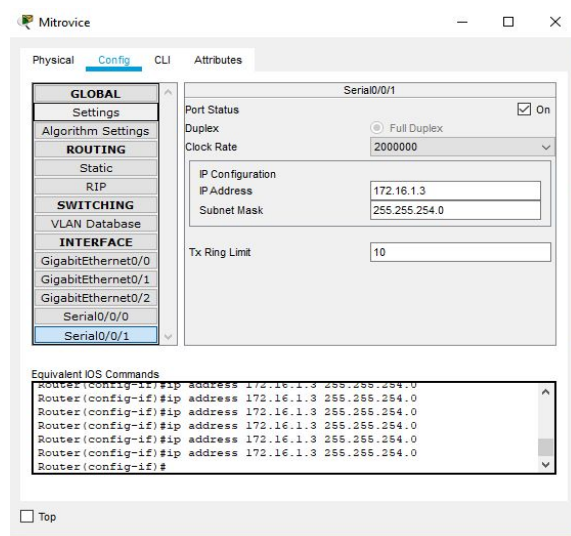 Mitrovice
Physical Config CLI Attributes
GLOBAL
Settings
Algorithm Settings
ROUTING
Static
RIP
SWITCHING
VLAN Database
INTERFACE
GigabitEthernet0/0
GigabitEthernet0/1
GigabitEthernet0/2
Serial0/0/0
Serial0/0/1
Serial0/0/1
Port Status On
Duplex Full Duplex
Clock Rate 2000000
IP Configuration
IP Address 172.16.1.3
Subnet Mask 255.255.254.0
Tx Ring Limit 10
Equivalent IOS Commands
Router(config-if)#ip address 172.16.1.3 255.255.254.0
Router(config-if)#ip address 172.16.1.3 255.255.254.0
Router(config-if)#ip address 172.16.1.3 255.255.254.0
Router(config-if)#ip address 172.16.1.3 255.255.254.0
Router(config-if)#ip address 172.16.1.3 255.255.254.0
Router(config-if)#ip address 172.16.1.3 255.255.254.0
Router(config-if)#
Top